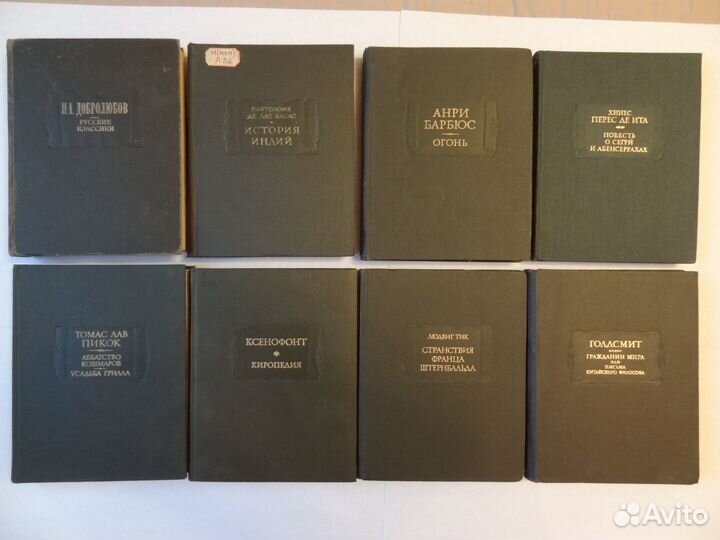 Н.А. ДОБРОЛЮБОВ
РУССКИЕ
КЛАССИКИ
И(исп)
Л26
БАРТОЛОМЕ
ДЕ ЛАС КАСАС
ИСТОРИЯ
ИНДИЙ
АНРИ
БАРБЮС
ОГОНЬ
ХИНЕС
ПЕРЕС ДЕ ИТА
ПОВЕСТЬ
О СЕГРИ
И АБЕНСЕРРАХАХ
ТОМАС ЛАВ
ПИКОК
АББАТСТВО
КОШМАРОВ
УСАДЬБА ГРИЛЛА
КСЕНОФОНТ
КИРОПЕДИЯ
ЛЮДВИГ ТИК
СТРАНСТВИЯ
ФРАНЦА
ШТЕРНБАЛЬДА
ГОЛДСМИТ
ГРАЖДАНИН МИРА
ИЛИ
ПИСЬМА
КИТАЙСКОГО ФИЛОСОФА
Avito